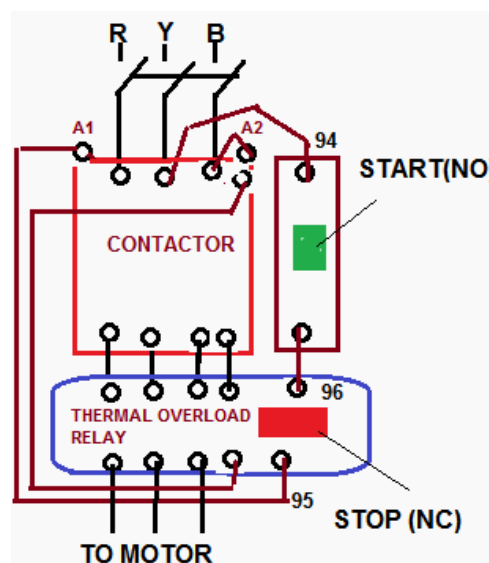 R Y B
A1 A2
94
START(NO
CONTACTOR
96
THERMAL OVERLOAD
RELAY
95
STOP (NC)
TO MOTOR